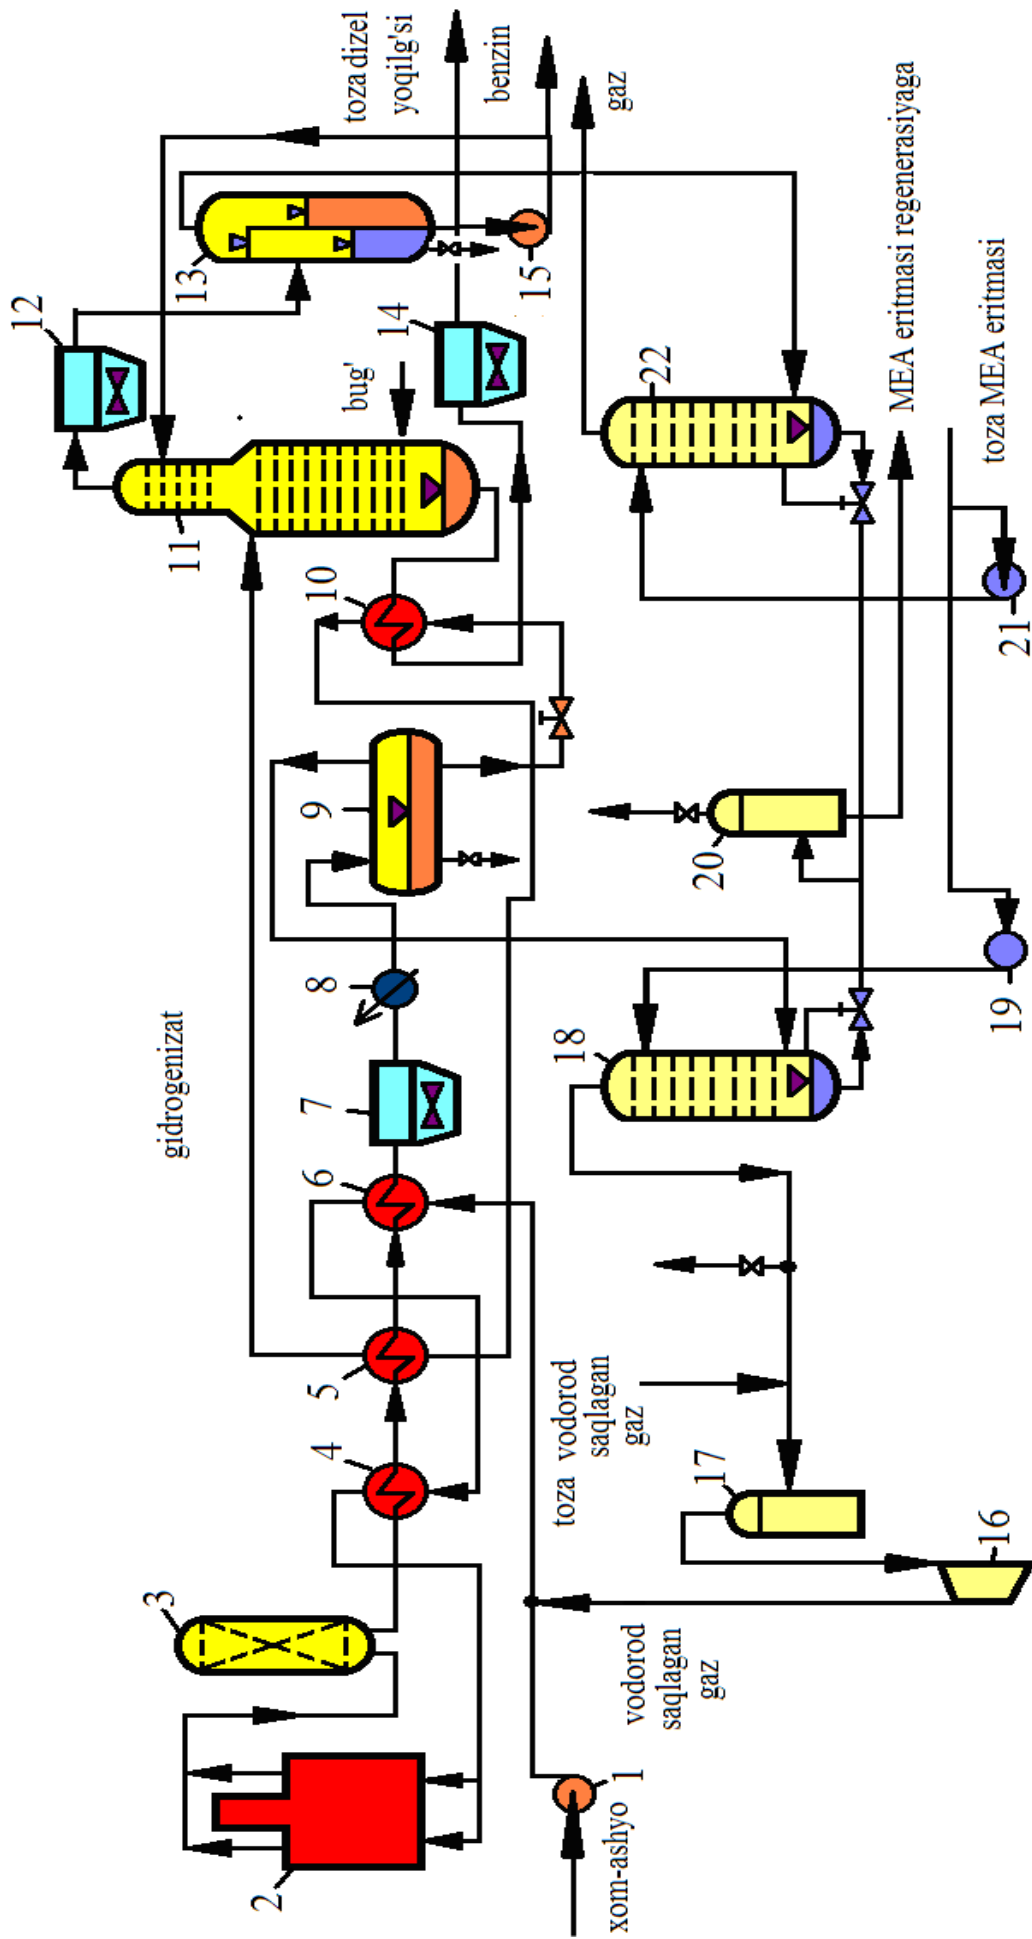 gidrogenizat
toza dizel
yoqilg'si
benzin
gaz
bug'
MEA eritmasi regenerasiyaga
toza MEA eritmasi
toza vodorod
saqlagan
gaz
vodorod
saqlagan
gaz
xom-ashyo
1
2
3
4
5
6
7
8
9
10
11
12
13
14
15
16
17
18
19
20
21
22